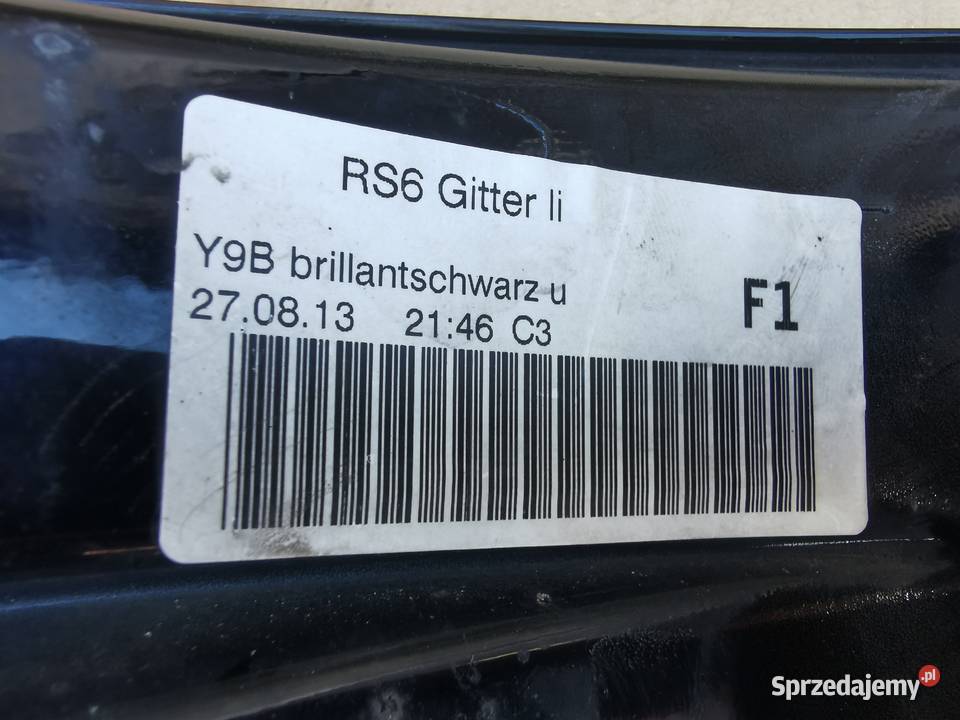 RS6 Gitter li
Y9B brillantschwarz u
27.08.13 21:46 C3
F1
Sprzedajemy.pl